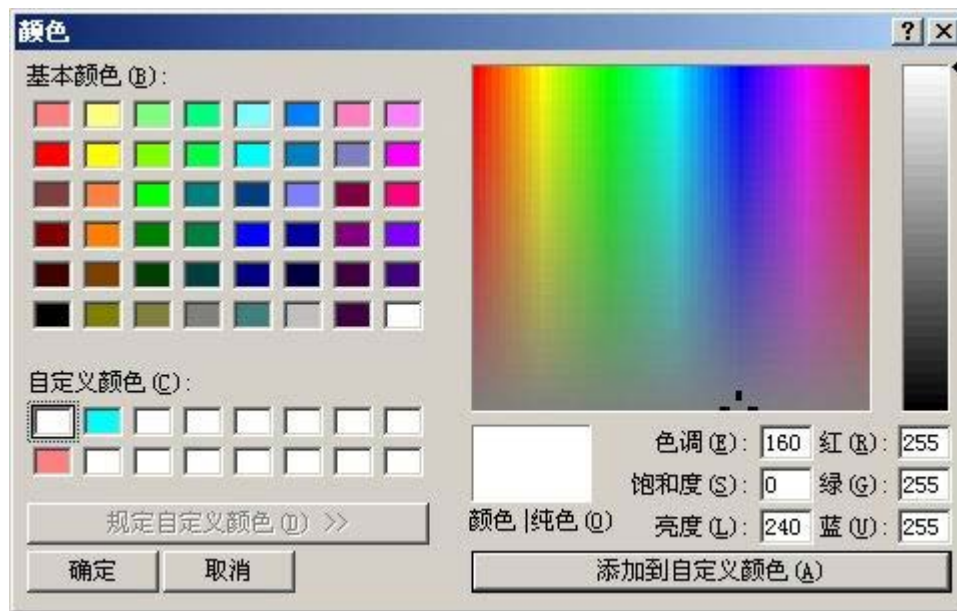 颜色
基本颜色(B):
自定义颜色(C):
规定自定义颜色(D) >>
确定 取消
色调(E): 160 红(R): 255
饱和度(S): 0 绿(G): 255
颜色|纯色(O) 亮度(L): 240 蓝(U): 255
添加到自定义颜色(A)